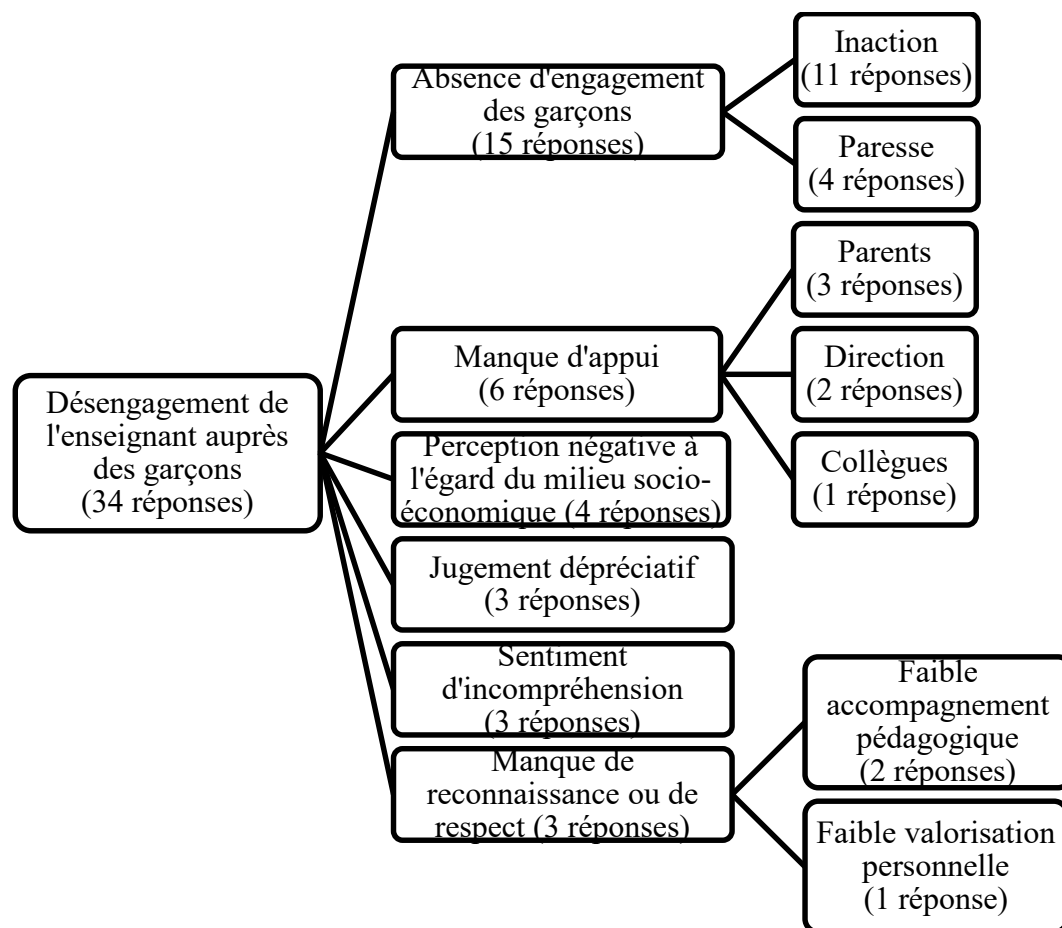 Désengagement de
l'enseignant auprès
des garçons
(34 réponses)
Absence d'engagement
des garçons
(15 réponses)
Inaction
(11 réponses)
Paresse
(4 réponses)
Manque d'appui
(6 réponses)
Parents
(3 réponses)
Direction
(2 réponses)
Collègues
(1 réponse)
Perception négative à
l'égard du milieu socio-
économique (4 réponses)
Jugement dépréciatif
(3 réponses)
Sentiment
d'incompréhension
(3 réponses)
Manque de
reconnaissance ou de
respect (3 réponses)
Faible
accompagnement
pédagogique
(2 réponses)
Faible valorisation
personnelle
(1 réponse)